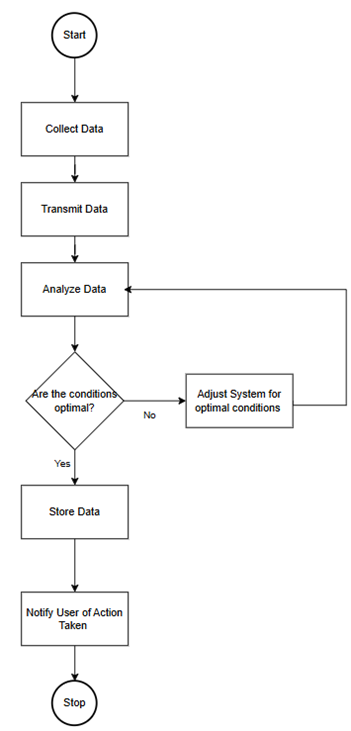 Start
Collect Data
Transmit Data
Analyze Data
Are the conditions
optimal?
No
Adjust System for
optimal conditions
Yes
Store Data
Notify User of Action
Taken
Stop